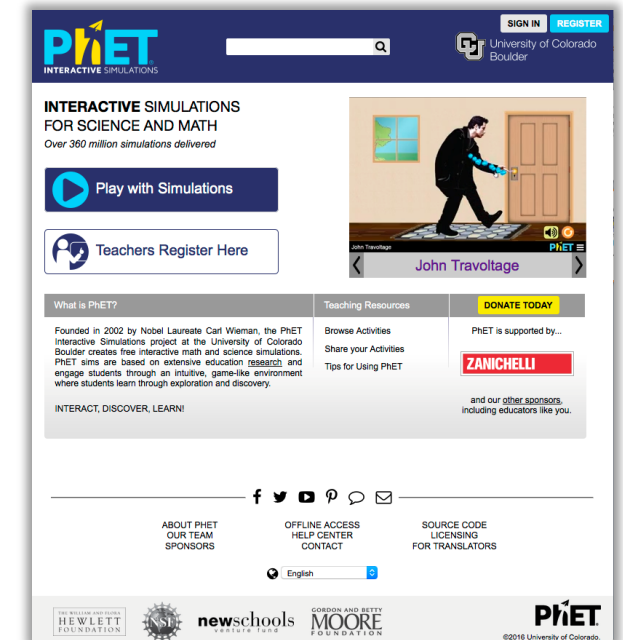 SIGN IN
REGISTER
PhET
INTERACTIVE SIMULATIONS
University of Colorado
Boulder
INTERACTIVE SIMULATIONS
FOR SCIENCE AND MATH
Over 360 million simulations delivered
Play with Simulations
Teachers Register Here
John Travoltage
PhET
John Travoltage
What is PhET?
Founded in 2002 by Nobel Laureate Carl Wieman, the PhET
Interactive Simulations project at the University of Colorado
Boulder creates free interactive math and science simulations.
PhET sims are based on extensive education research and
engage students through an intuitive, game-like environment
where students learn through exploration and discovery.
INTERACT, DISCOVER, LEARN!
Teaching Resources
Browse Activities
Share your Activities
Tips for Using PhET
DONATE TODAY
PhET is supported by...
ZANICHELLI
and our other sponsors,
including educators like you.
ABOUT PHET
OUR TEAM
SPONSORS
OFFLINE ACCESS
HELP CENTER
CONTACT
SOURCE CODE
LICENSING
FOR TRANSLATORS
English
THE WILLIAM AND FLORA
HEWLETT
FOUNDATION
NSF
newschools
venture fund
GORDON AND BETTY
MOORE
FOUNDATION
PhET
©2016 University of Colorado.